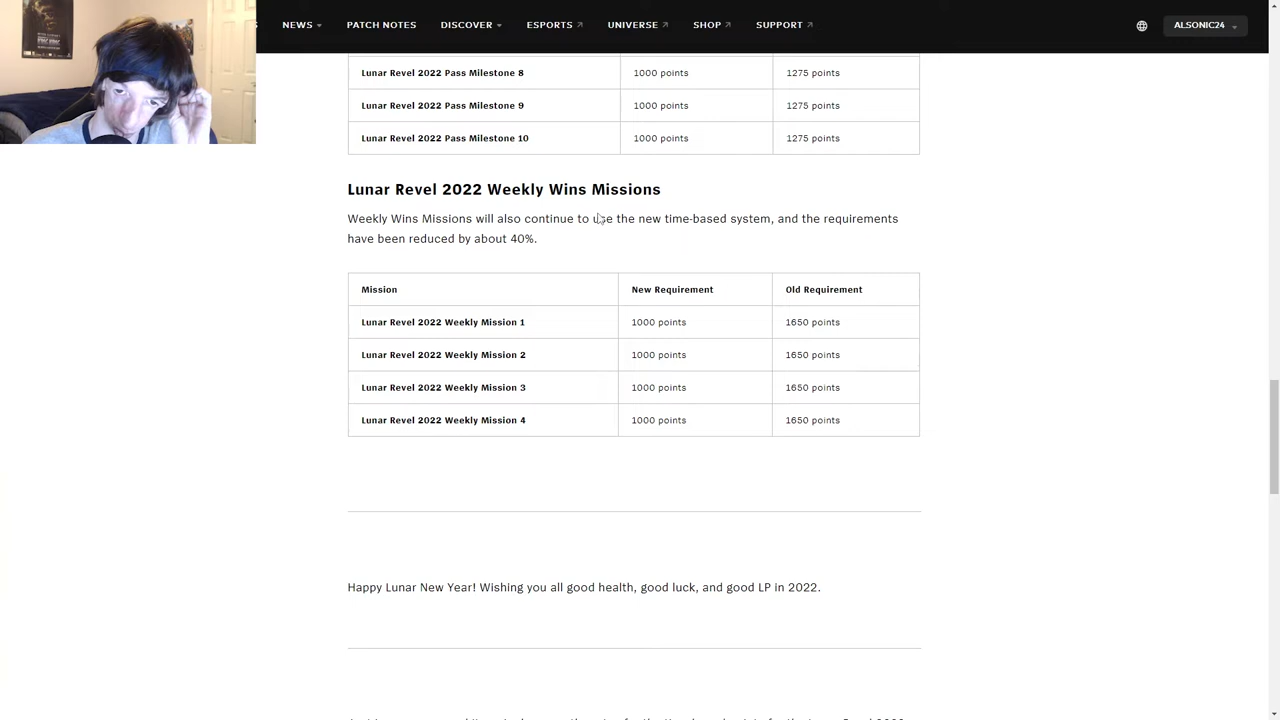 NEWS PATCH NOTES DISCOVER ESPORTS UNIVERSE SHOP SUPPORT ALSONIC24
Lunar Revel 2022 Pass Milestone 8 1000 points 1275 points
Lunar Revel 2022 Pass Milestone 9 1000 points 1275 points
Lunar Revel 2022 Pass Milestone 10 1000 points 1275 points
Lunar Revel 2022 Weekly Wins Missions
Weekly Wins Missions will also continue to use the new time-based system, and the requirements
have been reduced by about 40%.
Mission New Requirement Old Requirement
Lunar Revel 2022 Weekly Mission 1 1000 points 1650 points
Lunar Revel 2022 Weekly Mission 2 1000 points 1650 points
Lunar Revel 2022 Weekly Mission 3 1000 points 1650 points
Lunar Revel 2022 Weekly Mission 4 1000 points 1650 points
Happy Lunar New Year! Wishing you all good health, good luck, and good LP in 2022.